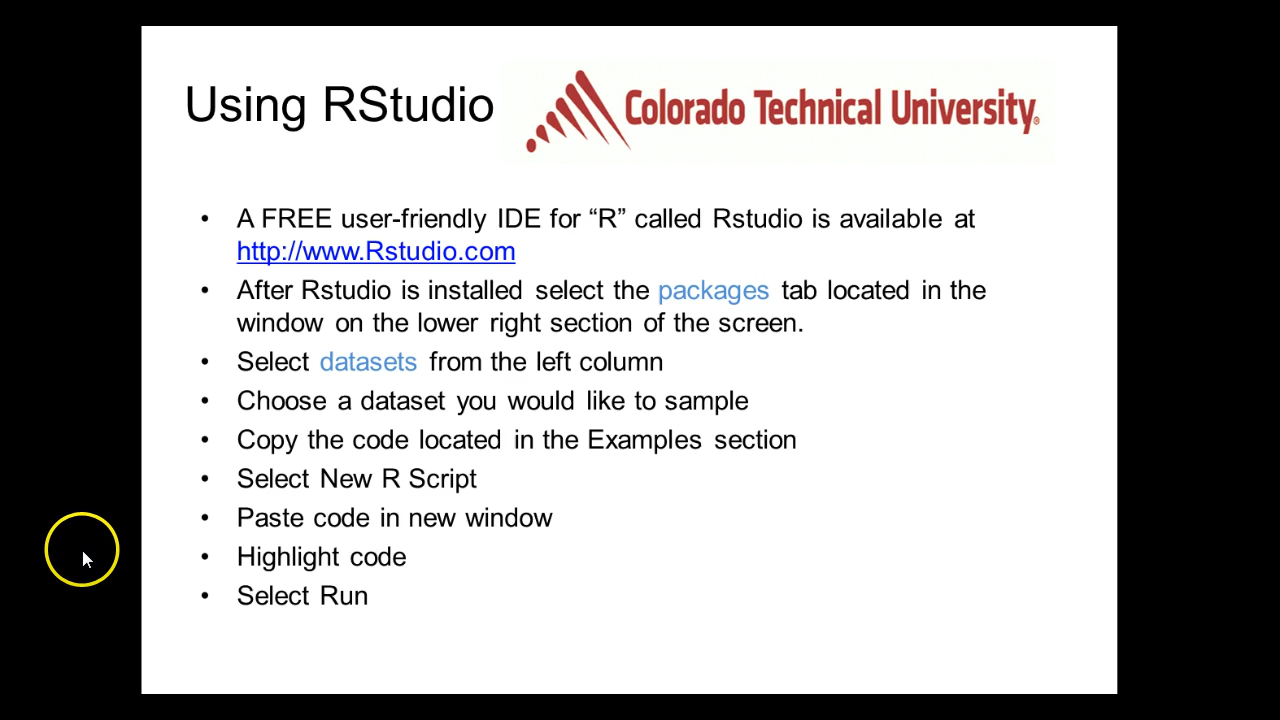 Using RStudio
Colorado Technical University®
• A FREE user-friendly IDE for “R” called Rstudio is available at
http://www.Rstudio.com
• After Rstudio is installed select the packages tab located in the
window on the lower right section of the screen.
• Select datasets from the left column
• Choose a dataset you would like to sample
• Copy the code located in the Examples section
• Select New R Script
• Paste code in new window
• Highlight code
• Select Run